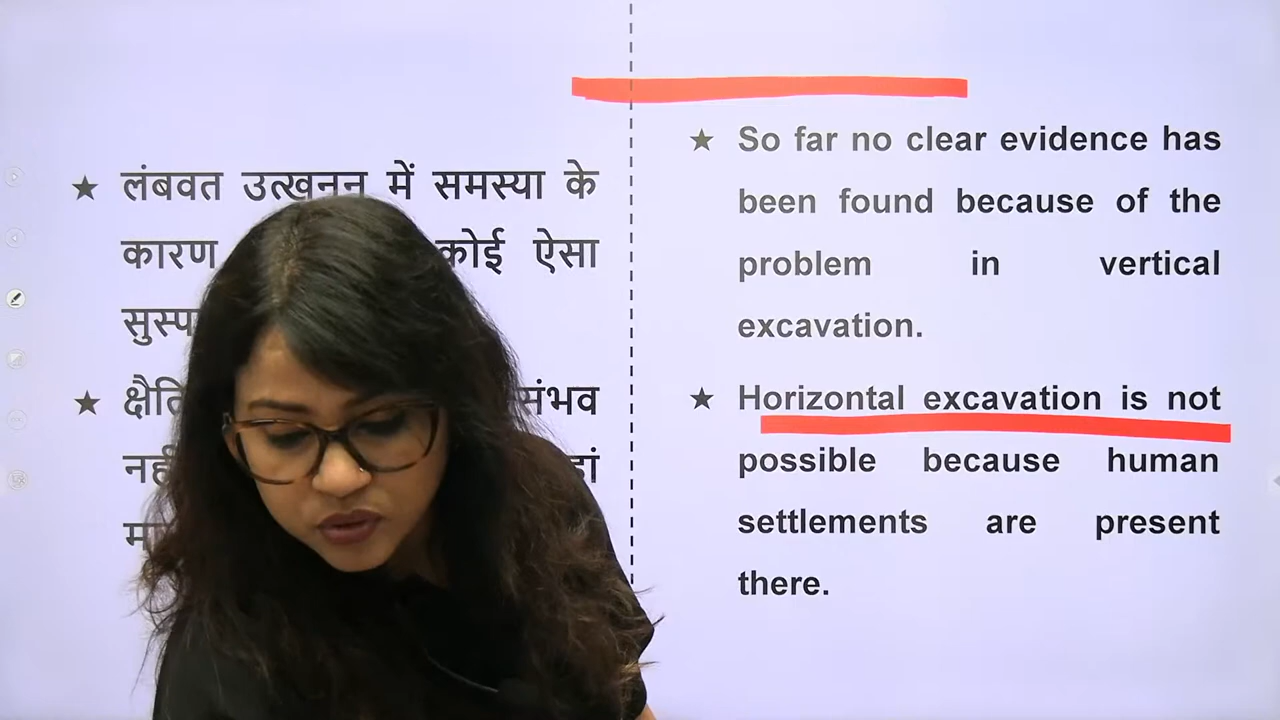 लंबवत उत्खनन में समस्या के
कारण कोई ऐसा
संभव
So far no clear evidence has
been found because of the
problem in vertical
excavation.
Horizontal excavation is not
possible because human
settlements are present
there.